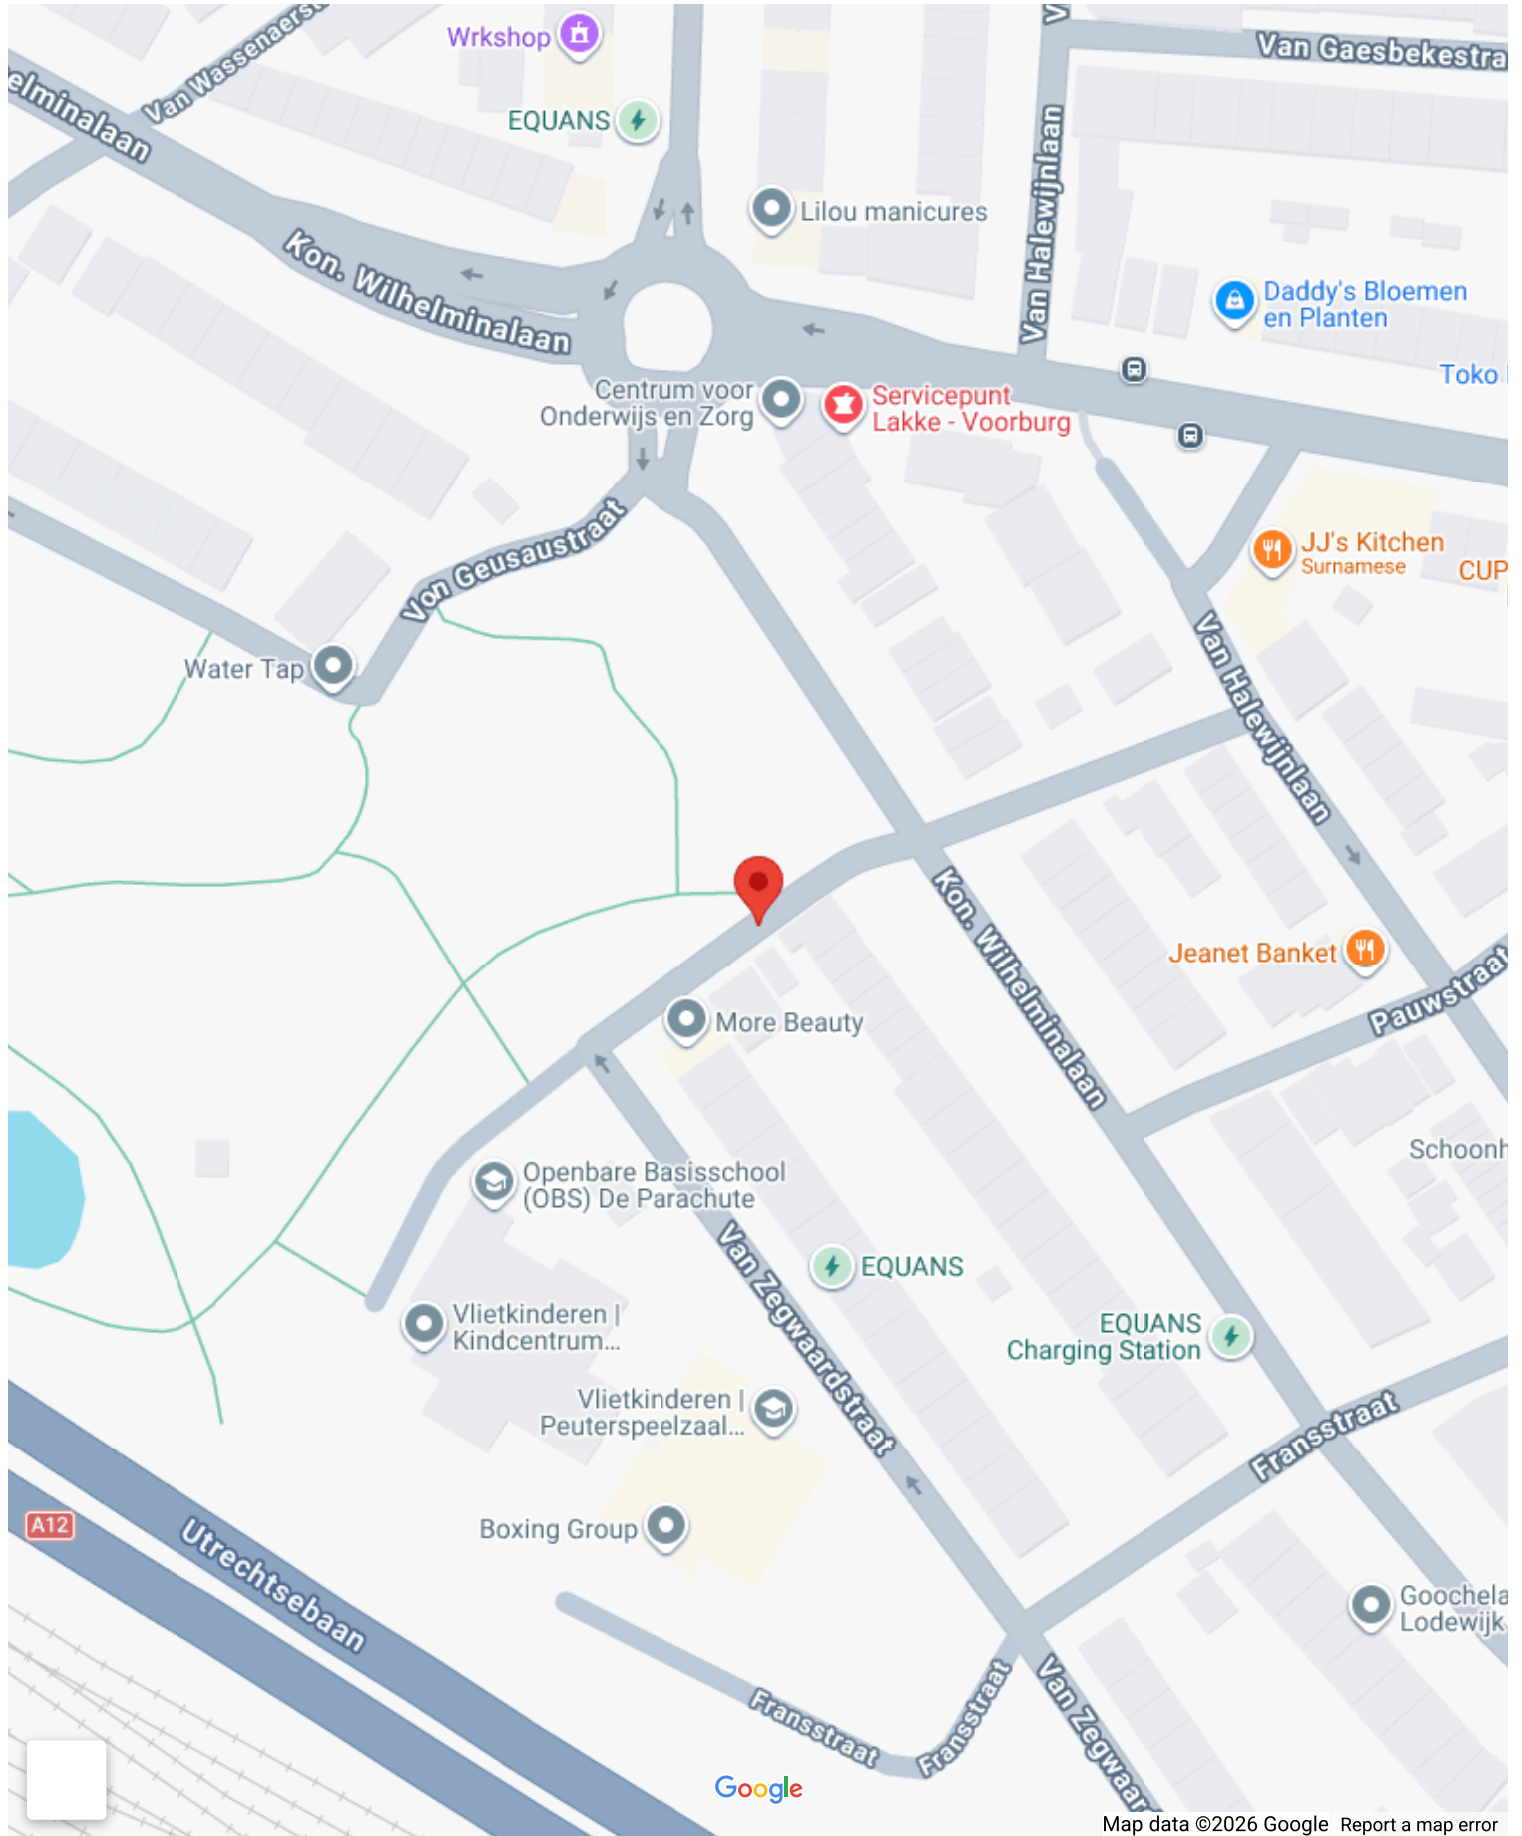 Wrkshop
Van Wassenaerst
Van Gaesbekestra
elminalaan
EQUANS
Van Halewijnlaan
Lilou manicures
Kon. Wilhelminalaan
Daddy's Bloemen
en Planten
Toko
Centrum voor
Onderwijs en Zorg
Servicepunt
Lakke - Voorburg
Von Geusaustraat
JJ's Kitchen
Surnamese
CUP
Water Tap
Van Halewijnlaan
Kon. Wilhelminalaan
Jeanet Banket
Pauwstraat
More Beauty
Schoonh
Openbare Basisschool
(OBS) De Parachute
Van Zegwaardstraat
EQUANS
Vlietkinderen |
Kindcentrum...
EQUANS
Charging Station
Vlietkinderen |
Peuterspeelzaal...
Fransstraat
A12
Utrechtsebaan
Boxing Group
Goochela
Lodewijk
Fransstraat
Fransstraat
Van Zegwaar
Google
Map data ©2026 Google
Report a map error